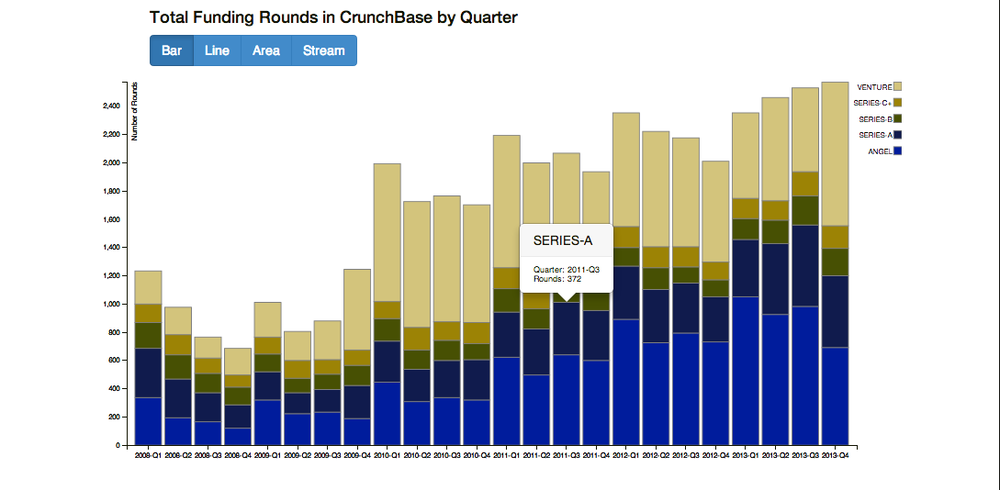 Total Funding Rounds in CrunchBase by Quarter
Bar Line Area Stream
Number of Rounds
2,400
2,200
2,000
1,800
1,600
1,400
1,200
1,000
800
600
400
200
0
VENTURE
SERIES-C+
SERIES-B
SERIES-A
ANGEL
SERIES-A
Quarter: 2011-Q3
Rounds: 372
2008-Q1 2008-Q2 2008-Q3 2008-Q4 2009-Q1 2009-Q2 2009-Q3 2009-Q4 2010-Q1 2010-Q2 2010-Q3 2010-Q4 2011-Q1 2011-Q2 2011-Q3 2011-Q4 2012-Q1 2012-Q2 2012-Q3 2012-Q4 2013-Q1 2013-Q2 2013-Q3 2013-Q4